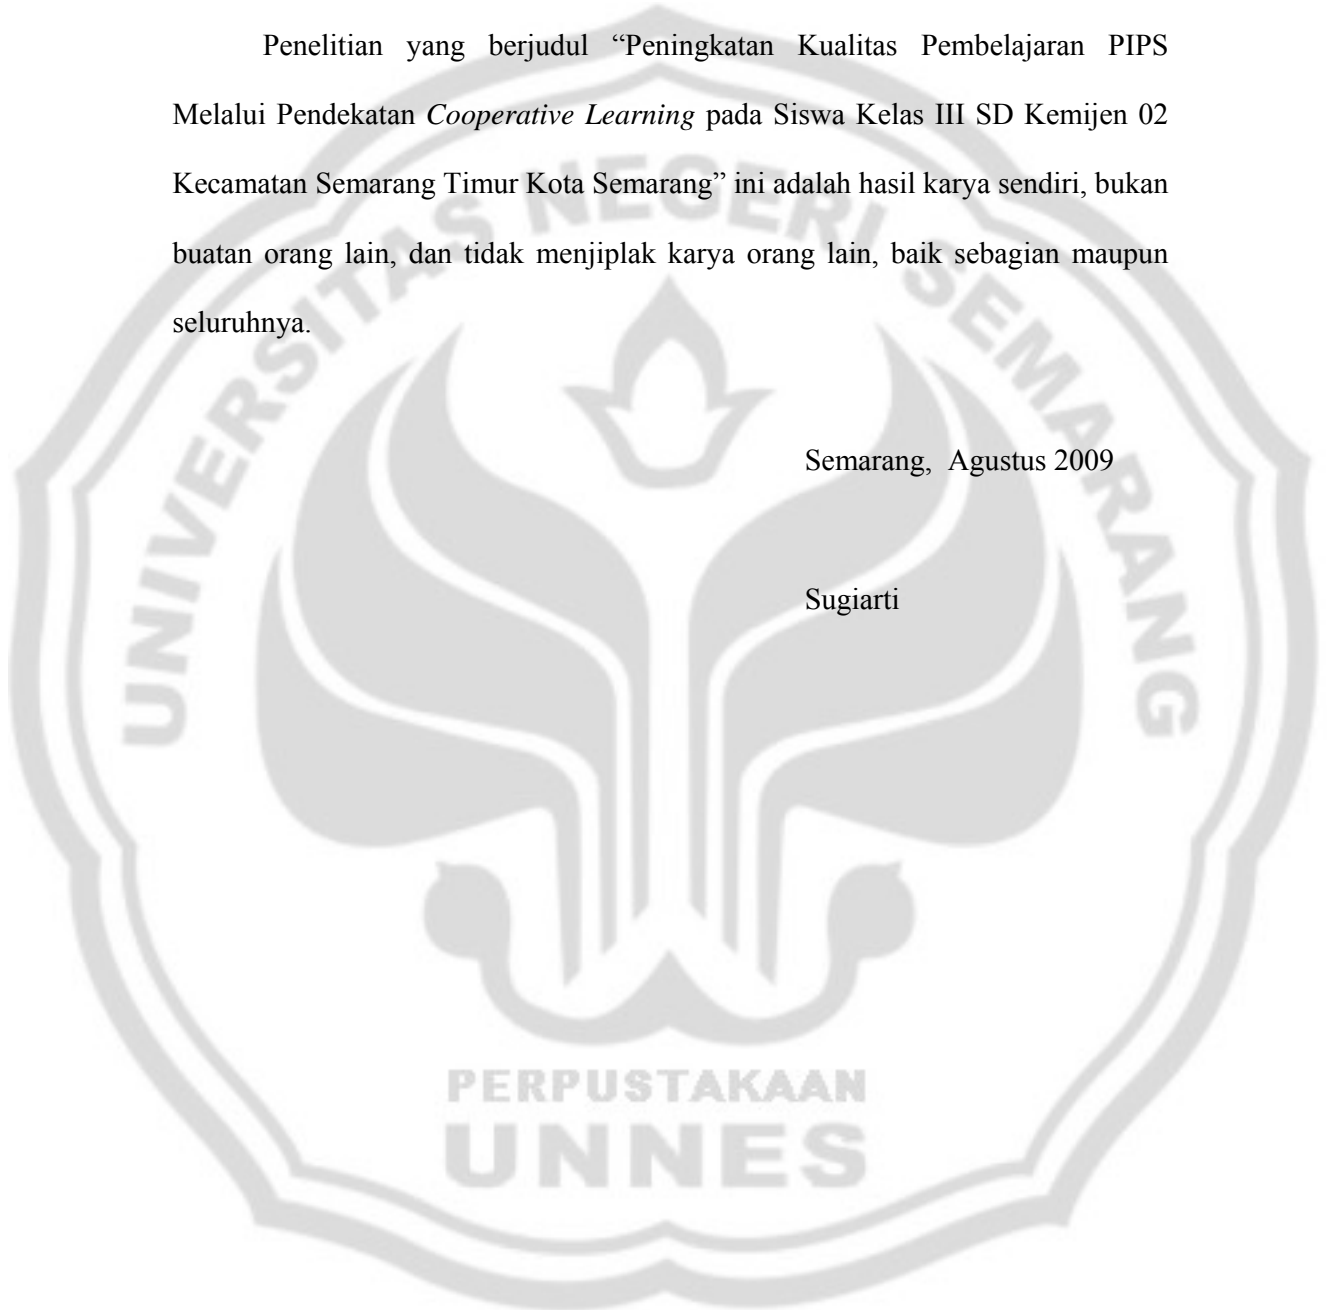 Penelitian yang berjudul “Peningkatan Kualitas Pembelajaran PIPS
Melalui Pendekatan Cooperative Learning pada Siswa Kelas III SD Kemijen 02
Kecamatan Semarang Timur Kota Semarang” ini adalah hasil karya sendiri, bukan
buatan orang lain, dan tidak menjiplak karya orang lain, baik sebagian maupun
seluruhnya.
Semarang, Agustus 2009
Sugiarti
UNIVERSITAS NEGERI SEMARANG
PERPUSTAKAAN
UNNES